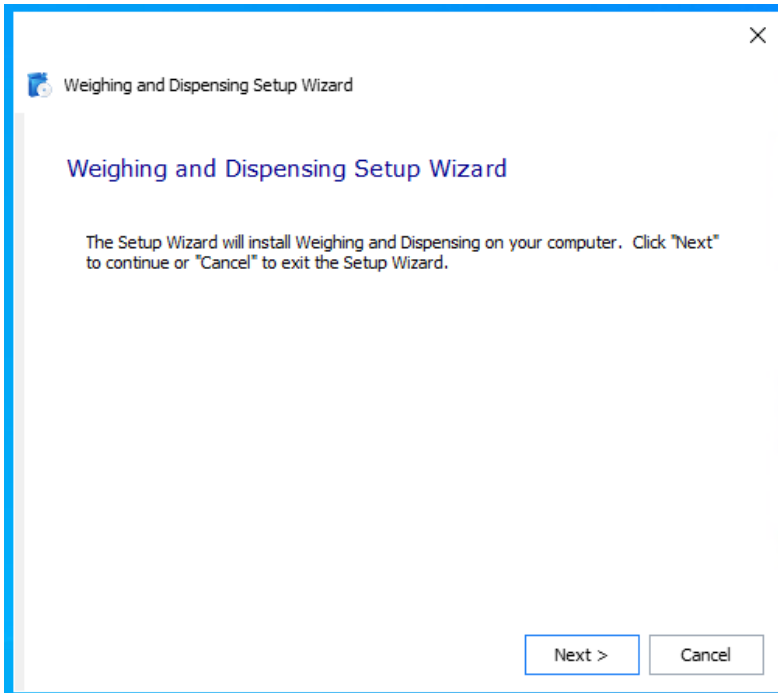 Weighing and Dispensing Setup Wizard
Weighing and Dispensing Setup Wizard
The Setup Wizard will install Weighing and Dispensing on your computer.  Click "Next"
to continue or "Cancel" to exit the Setup Wizard.
Next >
Cancel